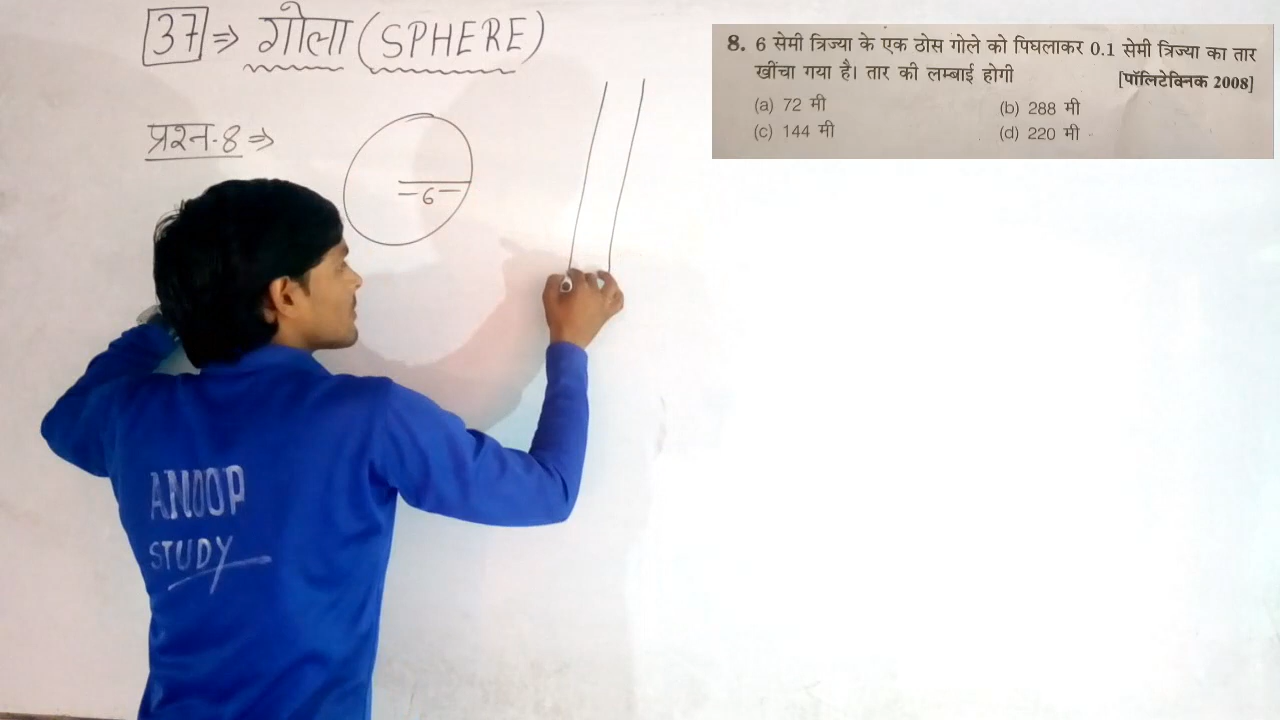 37 ⇒ गोला (SPHERE)
प्रश्न.8 ⇒
6
8. 6 सेमी त्रिज्या के एक ठोस गोले को पिघलाकर 0.1 सेमी त्रिज्या का तार
खींचा गया है। तार की लम्बाई होगी [पॉलिटेक्निक 2008]
(a) 72 मी (b) 288 मी
(c) 144 मी (d) 220 मी
ANOOP
STUDY